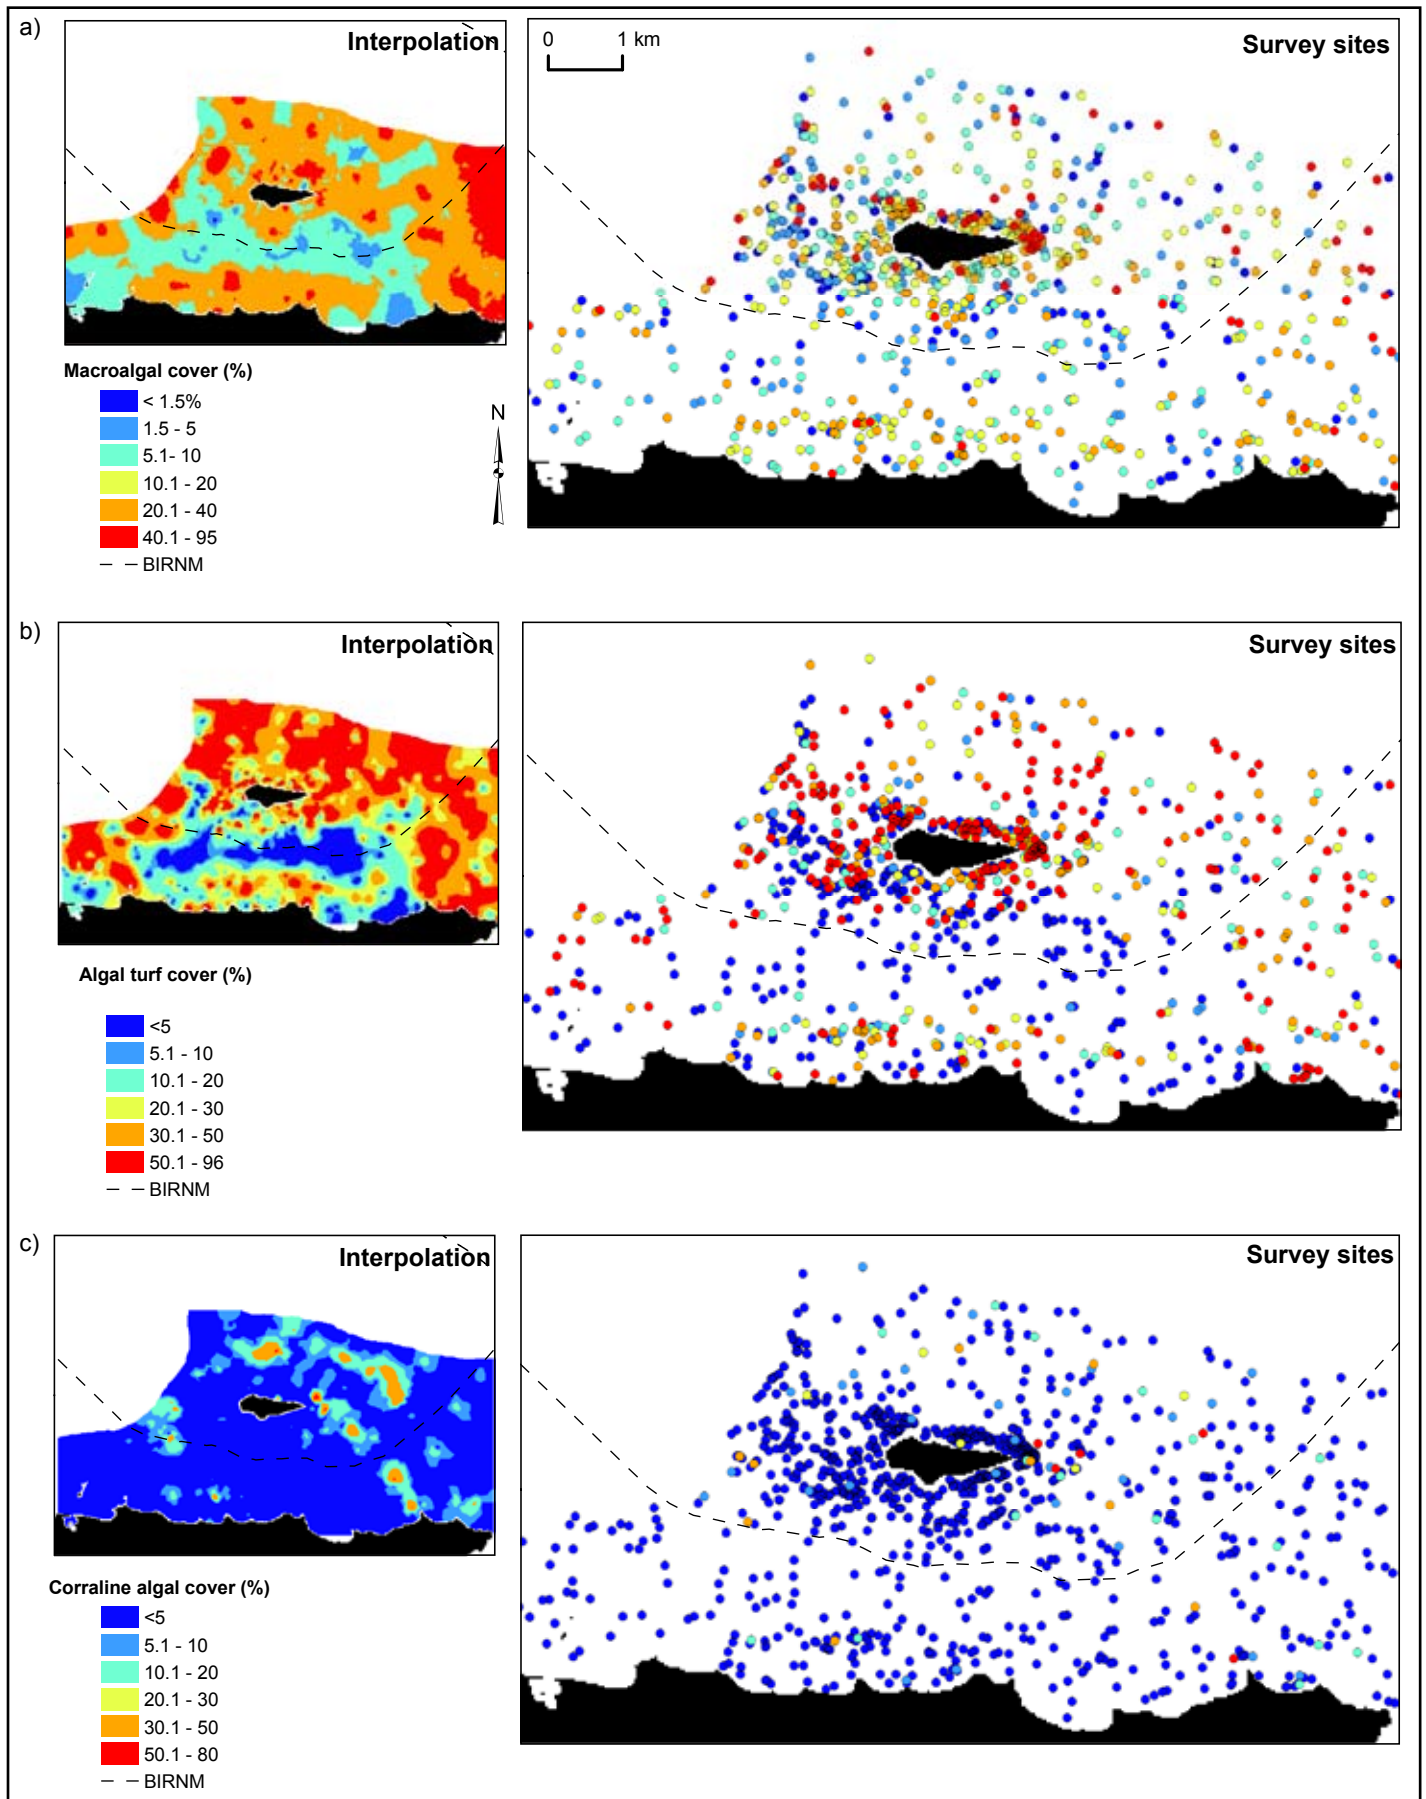 a)
Interpolation
0 1 km
Survey sites
Macroalgal cover (%)
< 1.5%
1.5 - 5
5.1- 10
10.1 - 20
20.1 - 40
40.1 - 95
BIRNM
N
b)
Interpolation
Survey sites
Algal turf cover (%)
<5
5.1 - 10
10.1 - 20
20.1 - 30
30.1 - 50
50.1 - 96
BIRNM
c)
Interpolation
Survey sites
Corraline algal cover (%)
<5
5.1 - 10
10.1 - 20
20.1 - 30
30.1 - 50
50.1 - 80
BIRNM